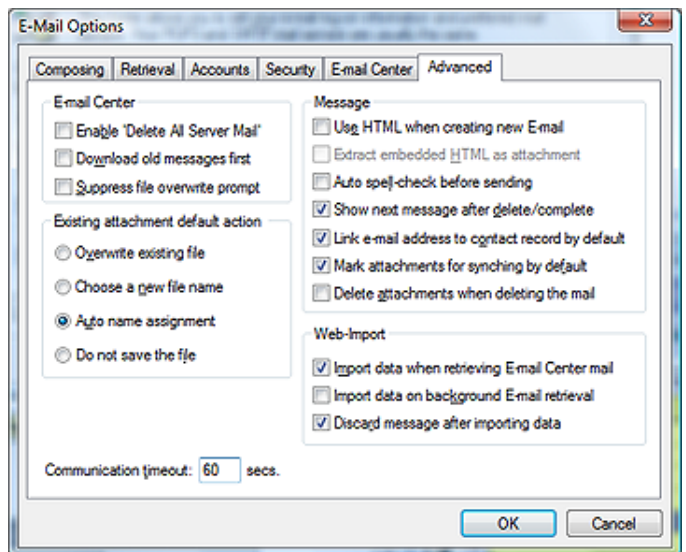 E-Mail Options
Composing Retrieval Accounts Security E-mail Center Advanced
E-mail Center
Enable 'Delete All Server Mail'
Download old messages first
Suppress file overwrite prompt
Existing attachment default action
Overwrite existing file
Choose a new file name
Auto name assignment
Do not save the file
Message
Use HTML when creating new E-mail
Extract embedded HTML as attachment
Auto spell-check before sending
Show next message after delete/complete
Link e-mail address to contact record by default
Mark attachments for synching by default
Delete attachments when deleting the mail
Web-Import
Import data when retrieving E-mail Center mail
Import data on background E-mail retrieval
Discard message after importing data
Communication timeout: 60 secs.
OK Cancel